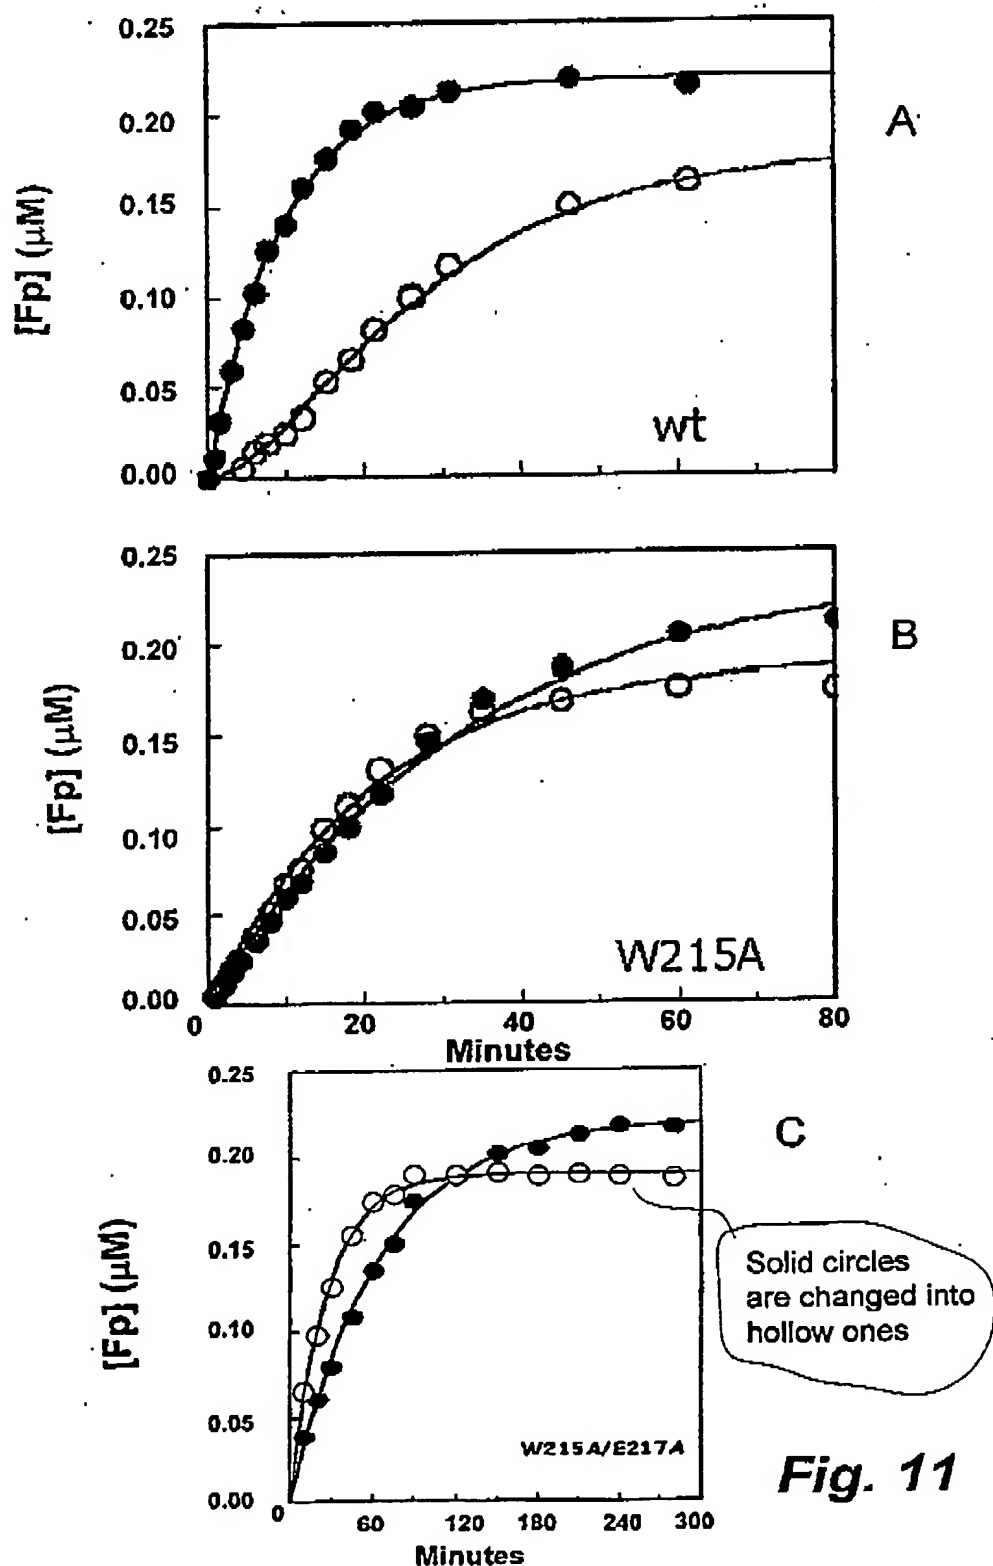 0.25
0.20
0.15
0.10
0.05
0.00
[Fp] (μM)
A
wt
0.25
0.20
0.15
0.10
0.05
0.00
[Fp] (μM)
B
W215A
0 20 40 60 80
Minutes
0.25
0.20
0.15
0.10
0.05
0.00
[Fp] (μM)
C
Solid circles
are changed into
hollow ones
W215A/E217A
0 60 120 180 240 300
Minutes
Fig. 11